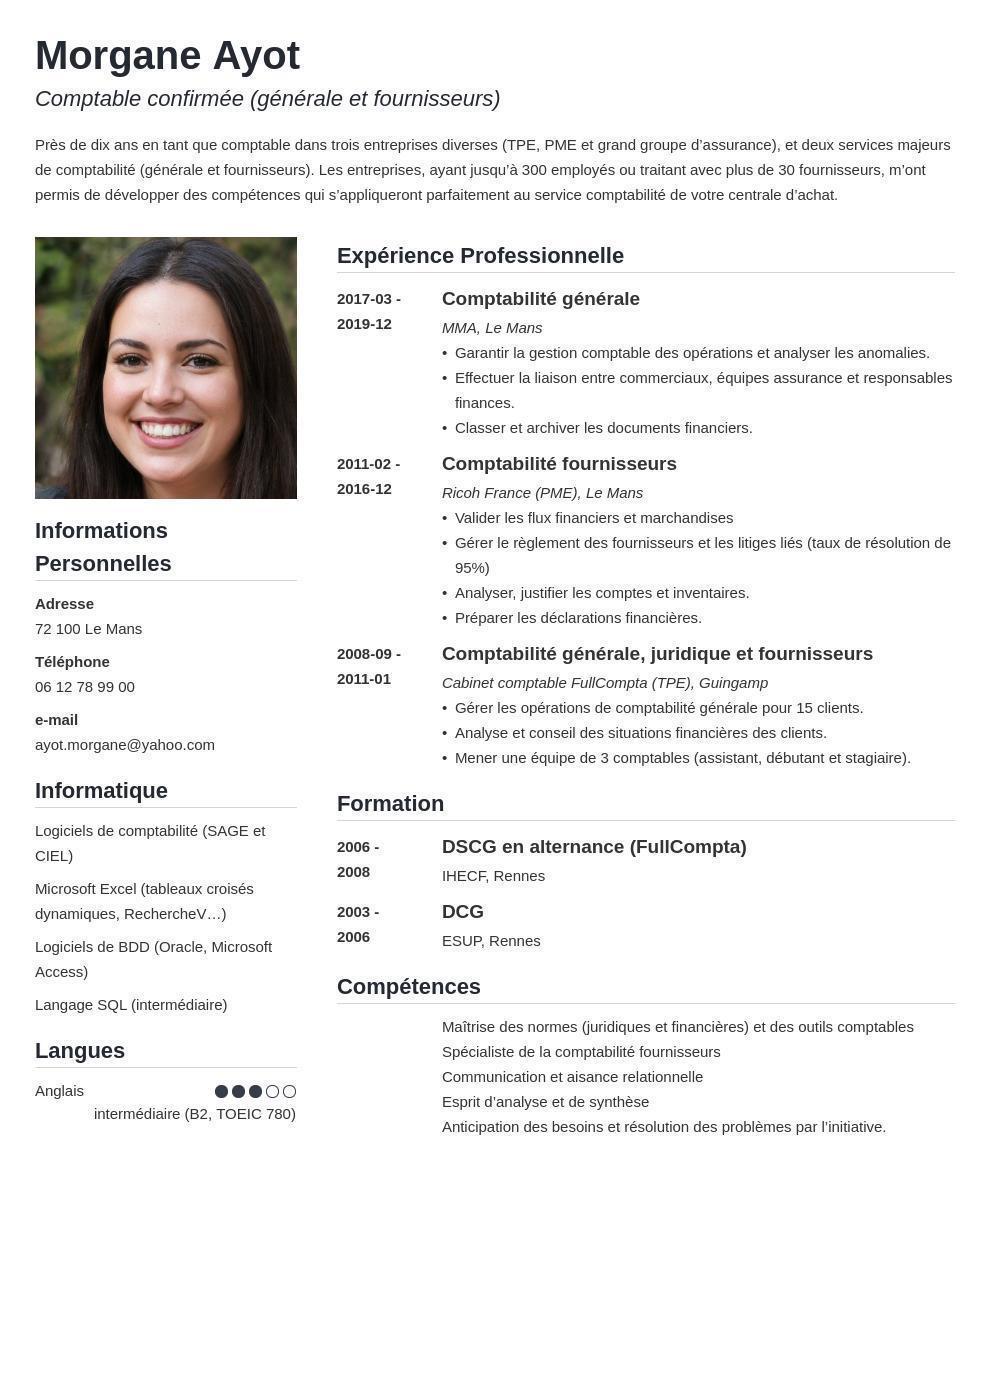 Morgane Ayot
Comptable confirmée (générale et fournisseurs)
Près de dix ans en tant que comptable dans trois entreprises diverses (TPE, PME et grand groupe d’assurance), et deux services majeurs
de comptabilité (générale et fournisseurs). Les entreprises, ayant jusqu’à 300 employés ou traitant avec plus de 30 fournisseurs, m’ont
permis de développer des compétences qui s’appliqueront parfaitement au service comptabilité de votre centrale d’achat.
Informations
Personnelles
Adresse
72 100 Le Mans
Téléphone
06 12 78 99 00
e-mail
ayot.morgane@yahoo.com
Informatique
Logiciels de comptabilité (SAGE et
CIEL)
Microsoft Excel (tableaux croisés
dynamiques, RechercheV…)
Logiciels de BDD (Oracle, Microsoft
Access)
Langage SQL (intermédiaire)
Langues
Anglais
intermédiaire (B2, TOEIC 780)
Expérience Professionnelle
2017-03 -
2019-12
Comptabilité générale
MMA, Le Mans
• Garantir la gestion comptable des opérations et analyser les anomalies.
• Effectuer la liaison entre commerciaux, équipes assurance et responsables
finances.
• Classer et archiver les documents financiers.
2011-02 -
2016-12
Comptabilité fournisseurs
Ricoh France (PME), Le Mans
• Valider les flux financiers et marchandises
• Gérer le règlement des fournisseurs et les litiges liés (taux de résolution de
95%)
• Analyser, justifier les comptes et inventaires.
• Préparer les déclarations financières.
2008-09 -
2011-01
Comptabilité générale, juridique et fournisseurs
Cabinet comptable FullCompta (TPE), Guingamp
• Gérer les opérations de comptabilité générale pour 15 clients.
• Analyse et conseil des situations financières des clients.
• Mener une équipe de 3 comptables (assistant, débutant et stagiaire).
Formation
2006 -
2008
DSCG en alternance (FullCompta)
IHECF, Rennes
2003 -
2006
DCG
ESUP, Rennes
Compétences
Maîtrise des normes (juridiques et financières) et des outils comptables
Spécialiste de la comptabilité fournisseurs
Communication et aisance relationnelle
Esprit d’analyse et de synthèse
Anticipation des besoins et résolution des problèmes par l’initiative.